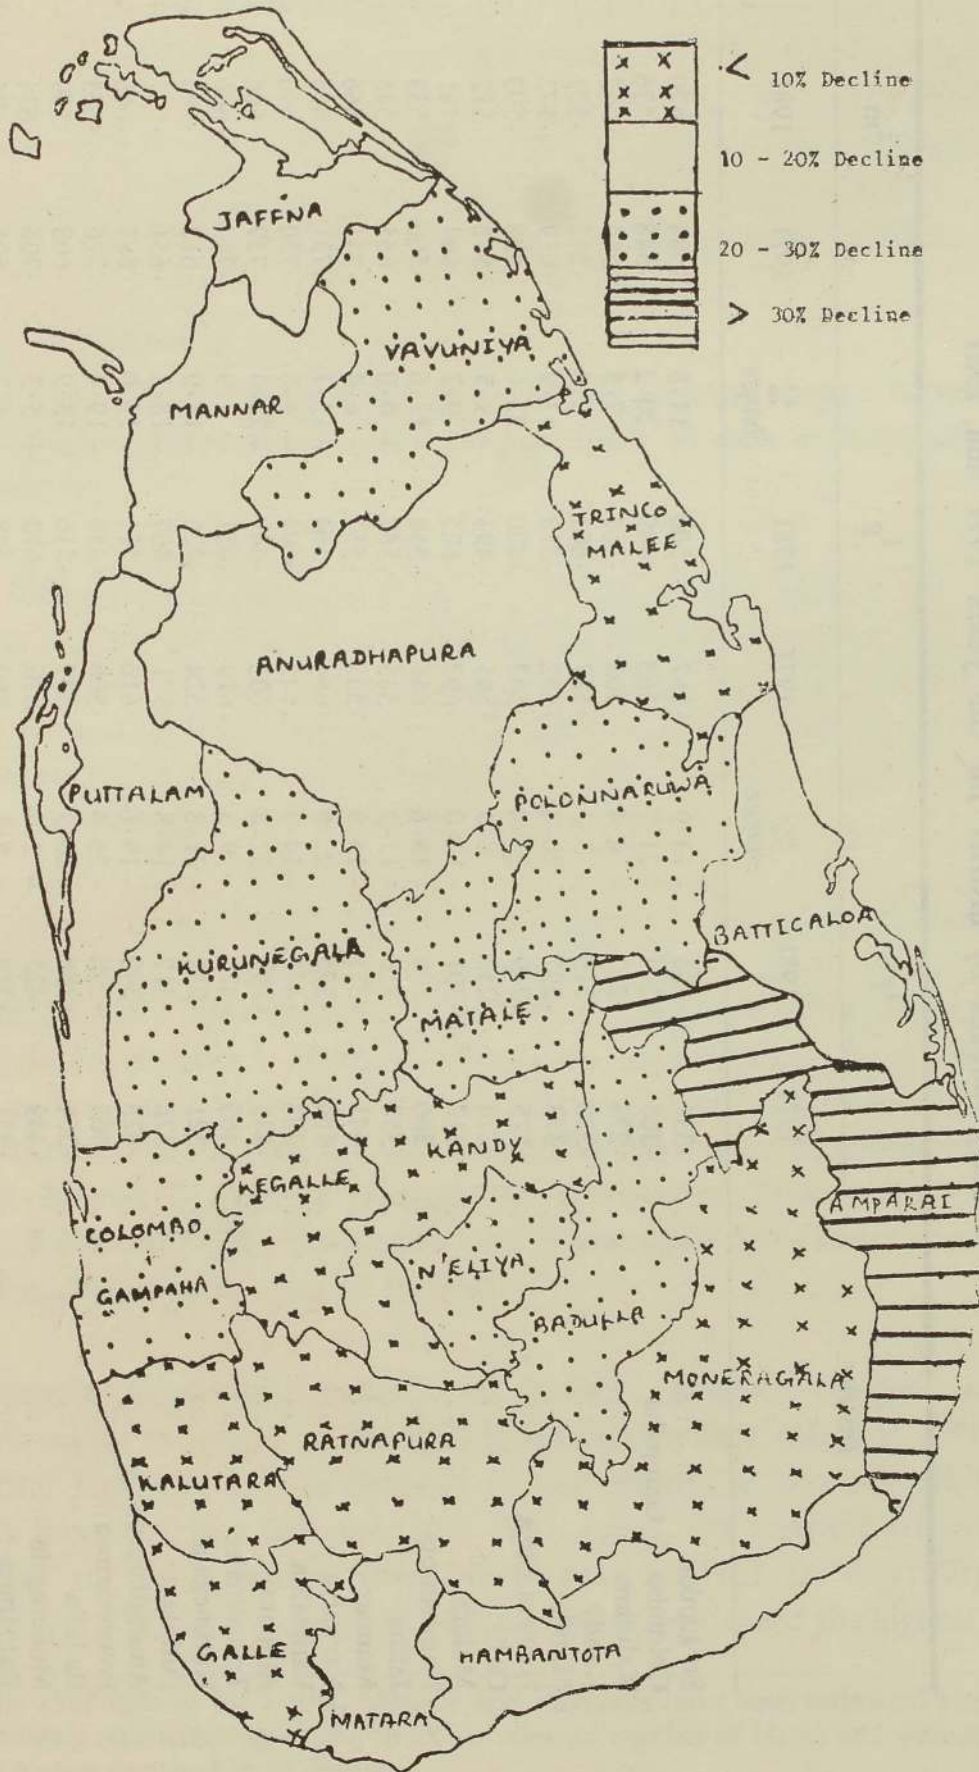 < 10% Decline
10 - 20% Decline
20 - 30% Decline
> 30% Decline
JAFFNA
VAVUNIYA
MANNAR
TRINCO
MALEE
ANURADHAPURA
PUTTALAM
POLONNARUWA
BATTICALOA
KURUNEGALA
MATALE
KANDY
KEGALLE
AMPARAI
COLOMBO
N'ELIYA
GAMPAHA
BADULLA
MONERAGALA
RATNAPURA
KALUTARA
GALLE
HAMBANTOTA
MATARA